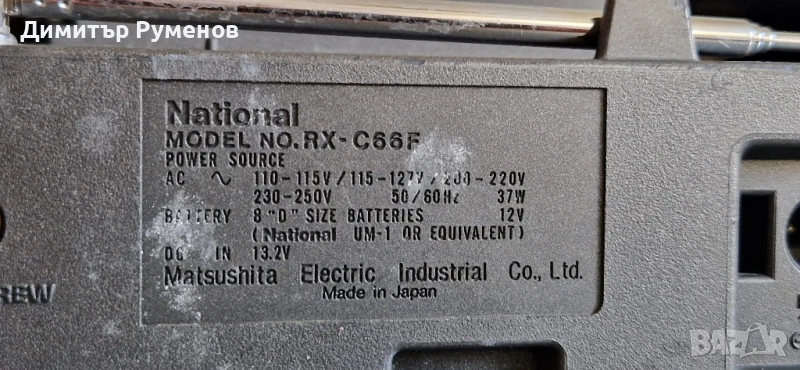 Димитър Руменов
National
MODEL NO. RX-C66F
POWER SOURCE
AC ∿ 110-115V / 115-127V / 200-220V
230-250V 50/60Hz 37W
BATTERY 8 "D" SIZE BATTERIES 12V
(National UM-1 OR EQUIVALENT)
DC IN 13.2V
Matsushita Electric Industrial Co., Ltd.
Made in Japan
REW
BAZAR